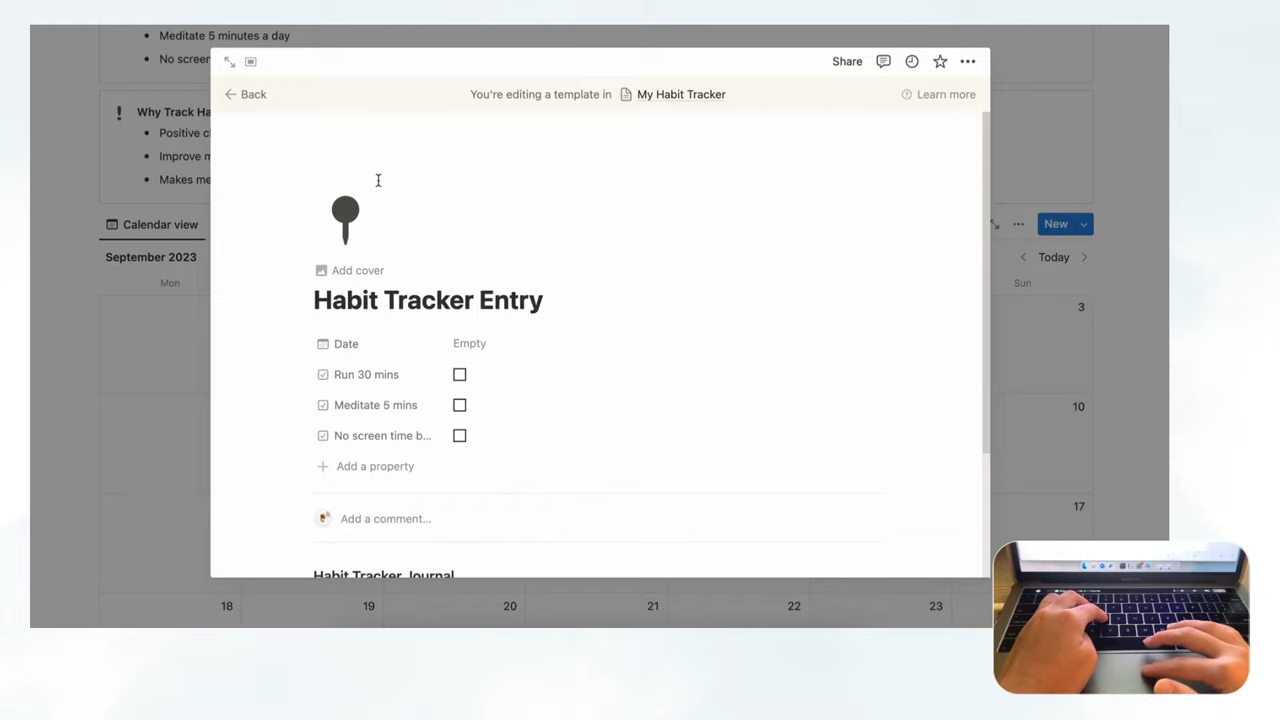 Meditate 5 minutes a day
No screen
Share
Back
You're editing a template in My Habit Tracker
Learn more
Why Track Ha
Positive c
Improve m
Makes me
Calendar view
New
September 2023
Today
Mon
Sun
Add cover
Habit Tracker Entry
3
Date Empty
Run 30 mins
Meditate 5 mins
10
No screen time b...
Add a property
17
Add a comment...
Habit Tracker Journal
18 19 20 21 22 23